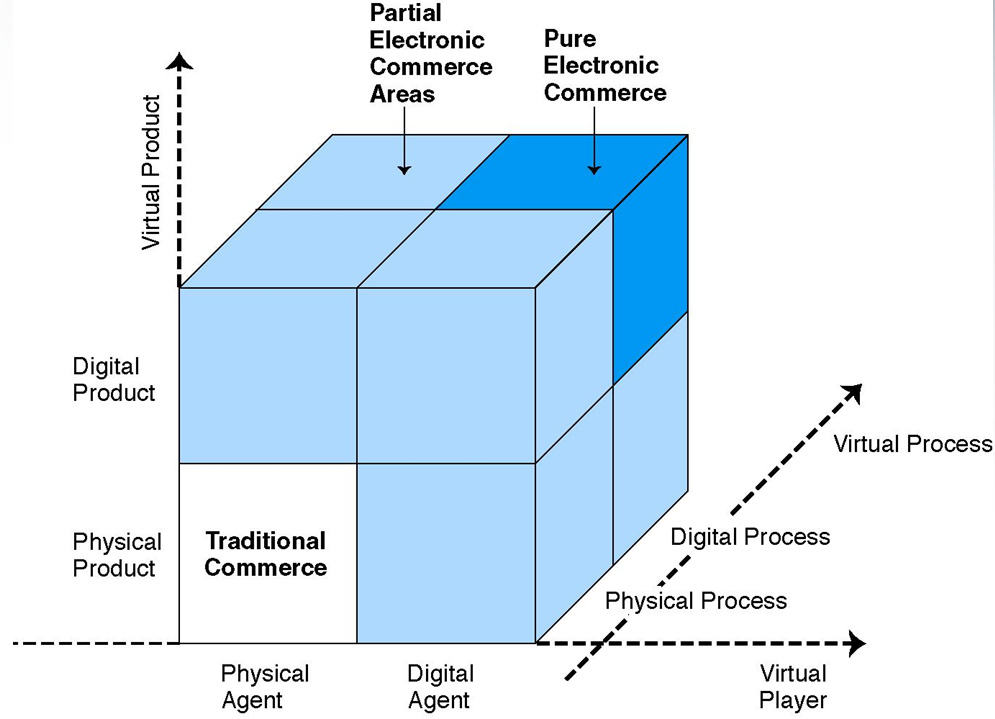 Partial
Electronic
Commerce
Areas
Pure
Electronic
Commerce
Virtual Product
Digital
Product
Virtual Process
Physical
Product
Traditional
Commerce
Digital Process
Physical Process
Physical
Agent
Digital
Agent
Virtual
Player